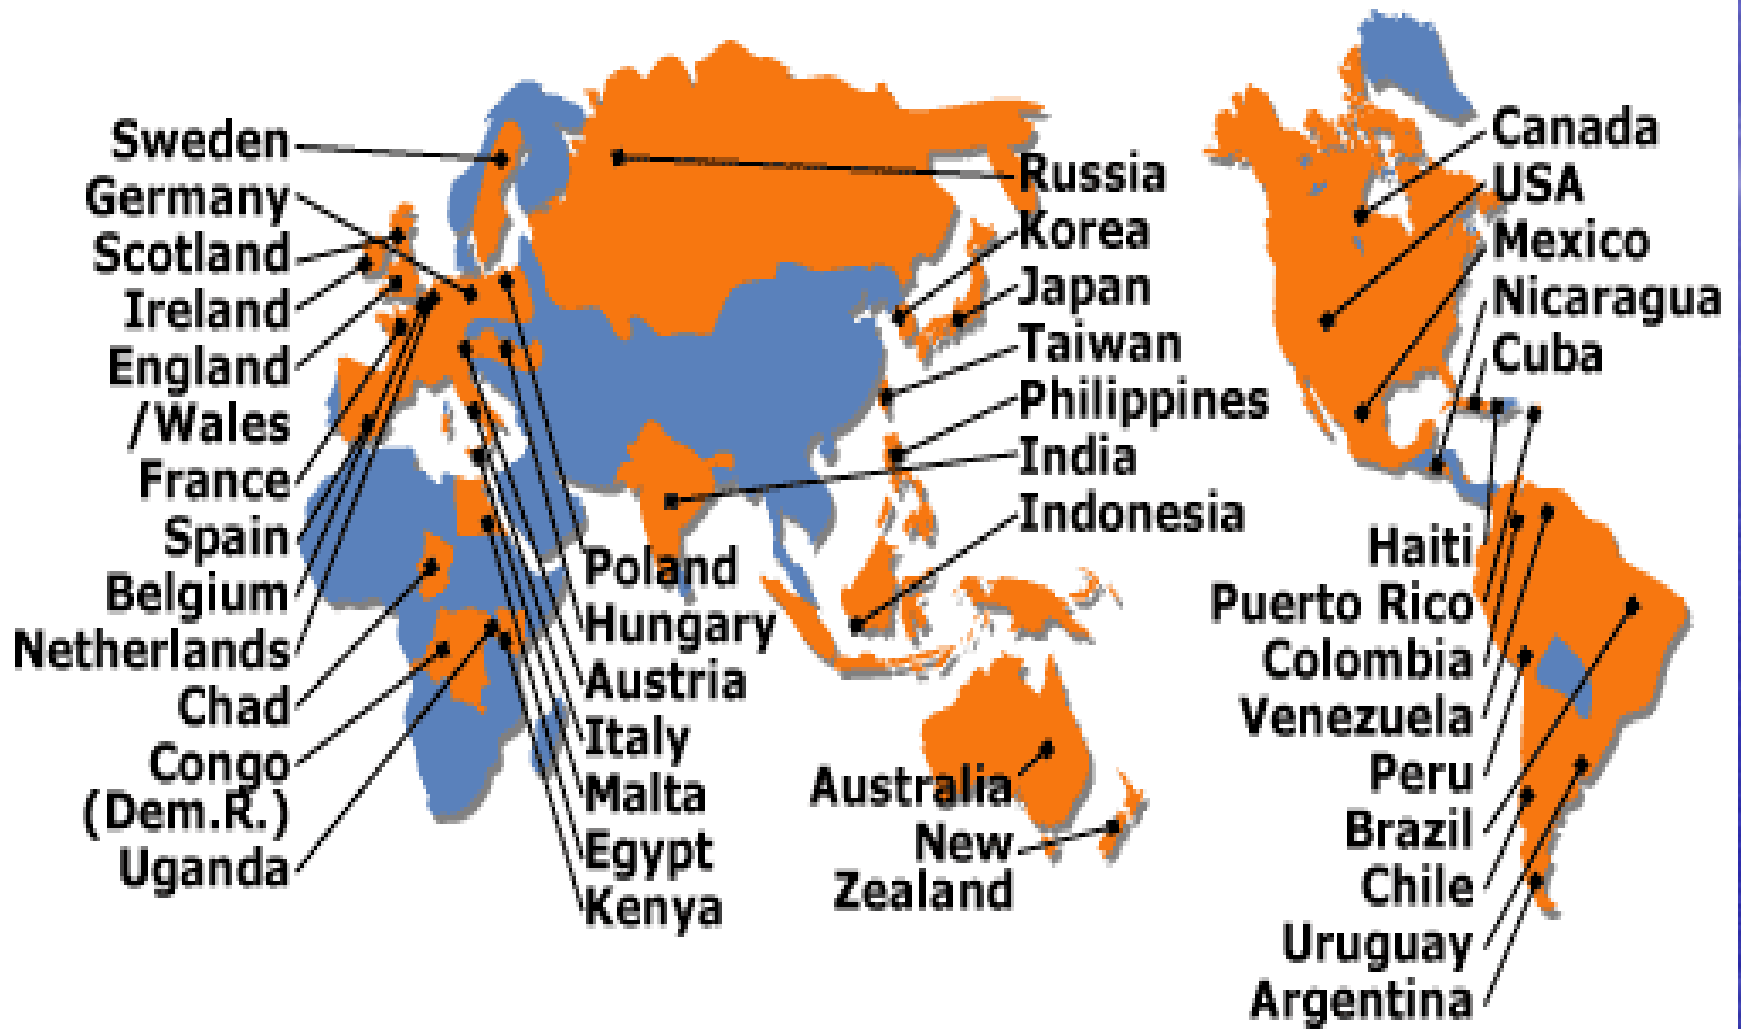 Sweden
Germany
Scotland
Ireland
England
/Wales
France
Spain
Belgium
Netherlands
Chad
Congo
(Dem.R.)
Uganda
Poland
Hungary
Austria
Italy
Malta
Egypt
Kenya
Russia
Korea
Japan
Taiwan
Philippines
India
Indonesia
Australia
New
Zealand
Canada
USA
Mexico
Nicaragua
Cuba
Haiti
Puerto Rico
Colombia
Venezuela
Peru
Brazil
Chile
Uruguay
Argentina